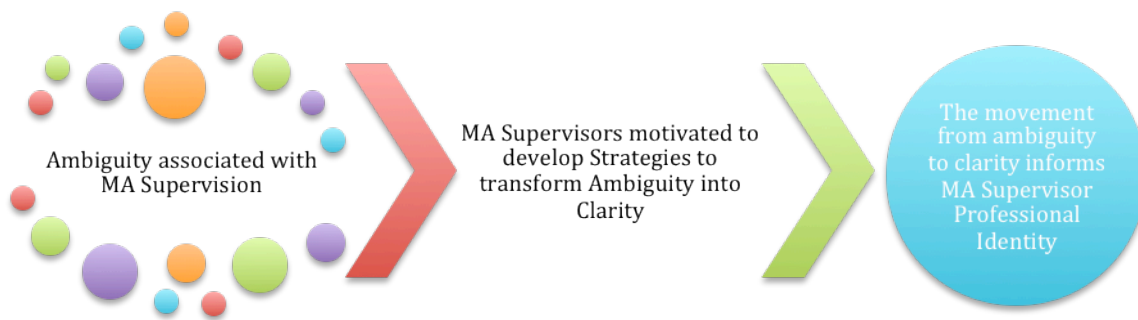 Ambiguity associated with
MA Supervision
MA Supervisors motivated to
develop Strategies to
transform Ambiguity into
Clarity
The movement
from ambiguity
to clarity informs
MA Supervisor
Professional
Identity